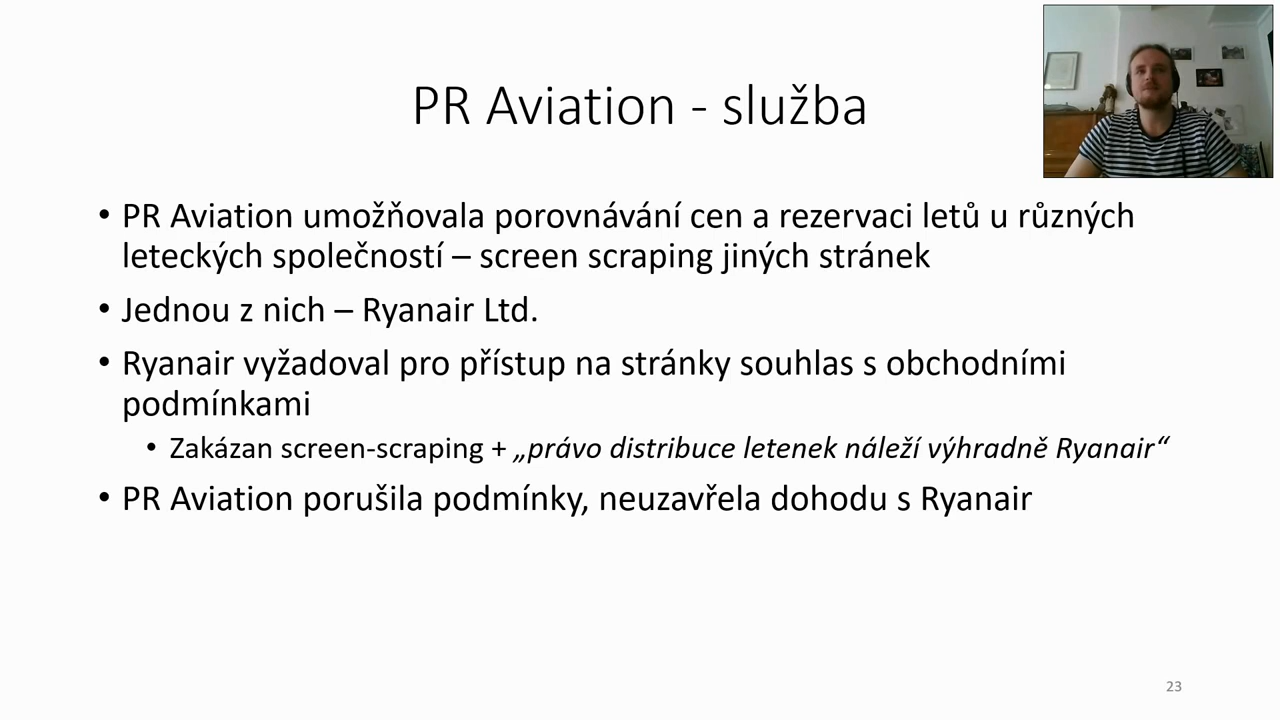 PR Aviation - služba
• PR Aviation umožňovala porovnávání cen a rezervaci letů u různých
leteckých společností – screen scraping jiných stránek
• Jednou z nich – Ryanair Ltd.
• Ryanair vyžadoval pro přístup na stránky souhlas s obchodními
podmínkami
• Zakázan screen-scraping + „právo distribuce letenek náleží výhradně Ryanair“
• PR Aviation porušila podmínky, neuzavřela dohodu s Ryanair
23